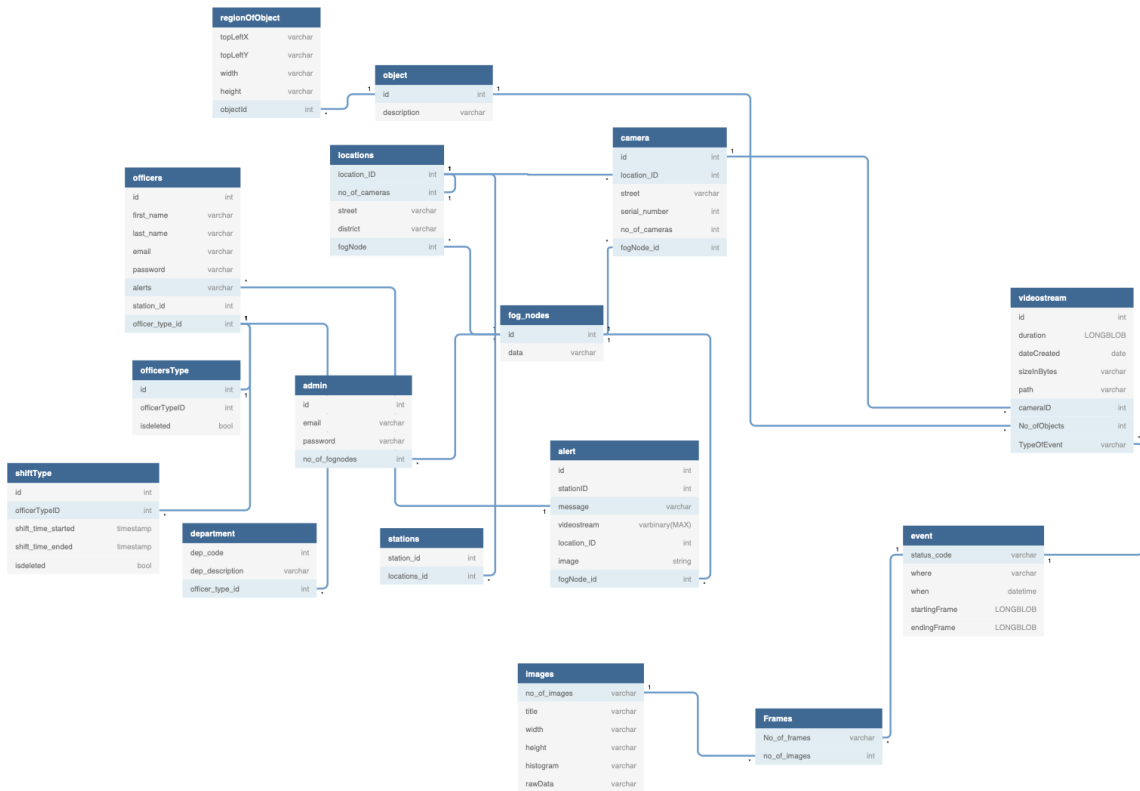 regionOfObject
topLeftX varchar
topLeftY varchar
width varchar
height varchar
objectId int
object
id int
description varchar
locations
location_ID int
no_of_cameras int
street varchar
district varchar
fogNode int
camera
id int
location_ID int
street varchar
serial_number int
no_of_cameras int
fogNode_id int
officers
id int
first_name varchar
last_name varchar
email varchar
password varchar
alerts varchar
station_id int
officer_type_id int
videostream
id int
duration LONGBLOB
dateCreated date
sizeInBytes varchar
path varchar
cameraID int
No_ofObjects int
TypeOfEvent varchar
fog_nodes
id int
data varchar
officersType
id int
officerTypeID int
isdeleted bool
admin
id int
email varchar
password varchar
no_of_fognodes int
alert
id int
stationID int
message varchar
videostream varbinary(MAX)
location_ID int
image string
fogNode_id int
shiftType
id int
officerTypeID int
shift_time_started timestamp
shift_time_ended timestamp
isdeleted bool
department
dep_code int
dep_description varchar
officer_type_id int
stations
station_id int
locations_id int
event
status_code varchar
where varchar
when datetime
startingFrame LONGBLOB
endingFrame LONGBLOB
images
no_of_images varchar
title varchar
width varchar
height varchar
histogram varchar
rawData varchar
Frames
No_of_frames varchar
no_of_images int